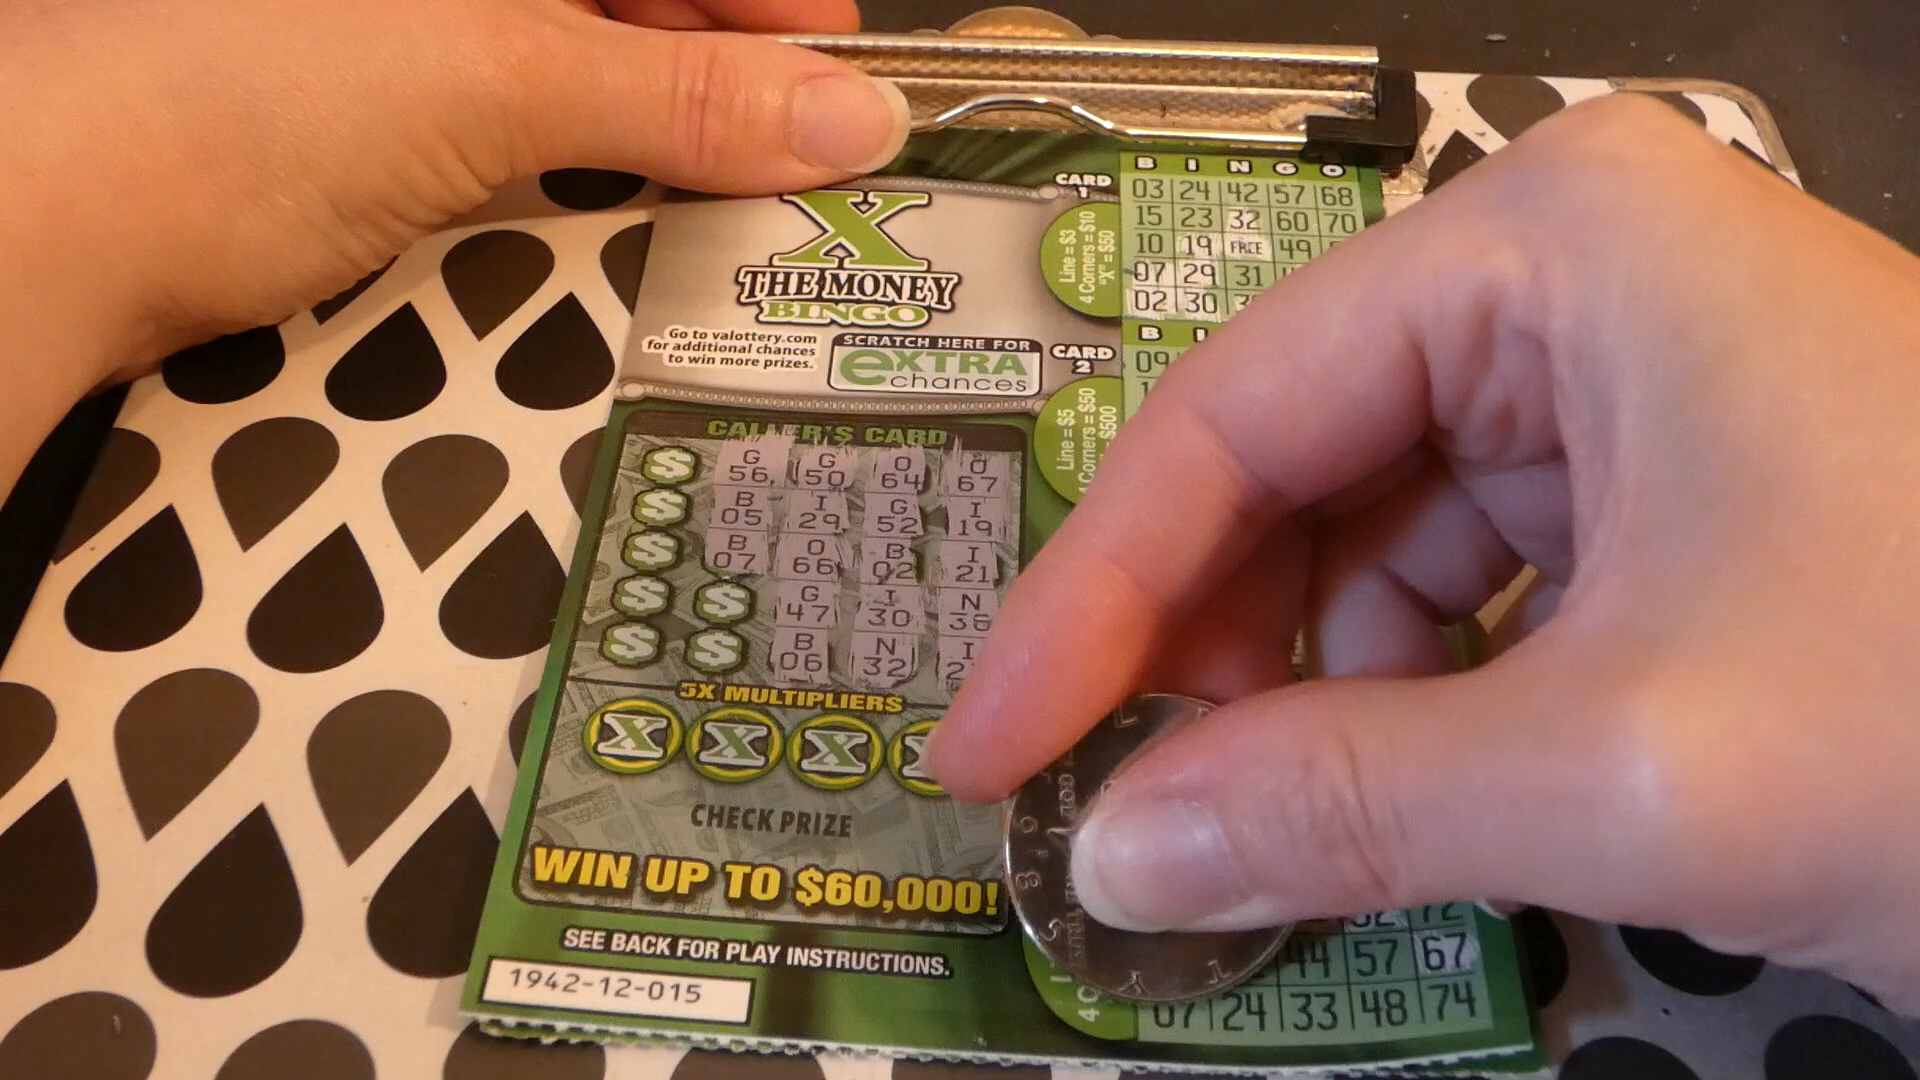 X
THE MONEY
BINGO
Go to valottery.com
for additional chances
to win more prizes.
SCRATCH HERE FOR
eXTRA
chances
CARD
1
Line = $3
4 Corners = $10
"X" = $50
B I N G O
03 24 42 57 68
15 23 32 60 70
10 19 FREE 49
07 29 31
02 30
CARD
2
Line = $5
Corners = $50
$500
B
09
CALLER'S CARD
G G O O
56 50 64 67
B I G I
05 29 52 19
B O B I
07 66 02 21
G I N
47 30 36
B N I
06 32
5X MULTIPLIERS
X X X
CHECK PRIZE
WIN UP TO $60,000!
SEE BACK FOR PLAY INSTRUCTIONS.
1942-12-015
72
44 57 67
07 24 33 48 74